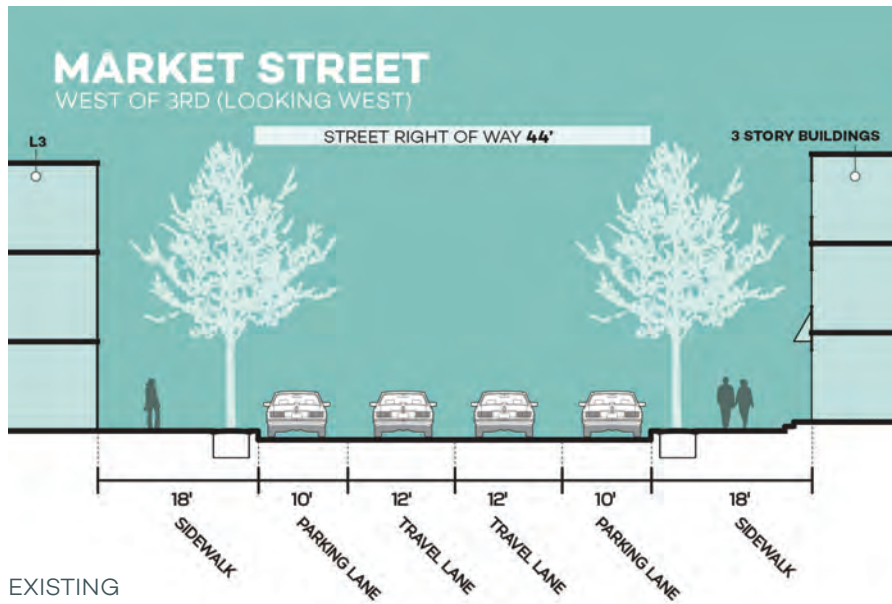 MARKET STREET
WEST OF 3RD (LOOKING WEST)
STREET RIGHT OF WAY 44'
L3
3 STORY BUILDINGS
18'
10'
12'
12'
10'
18'
SIDEWALK
PARKING LANE
TRAVEL LANE
TRAVEL LANE
PARKING LANE
SIDEWALK
EXISTING